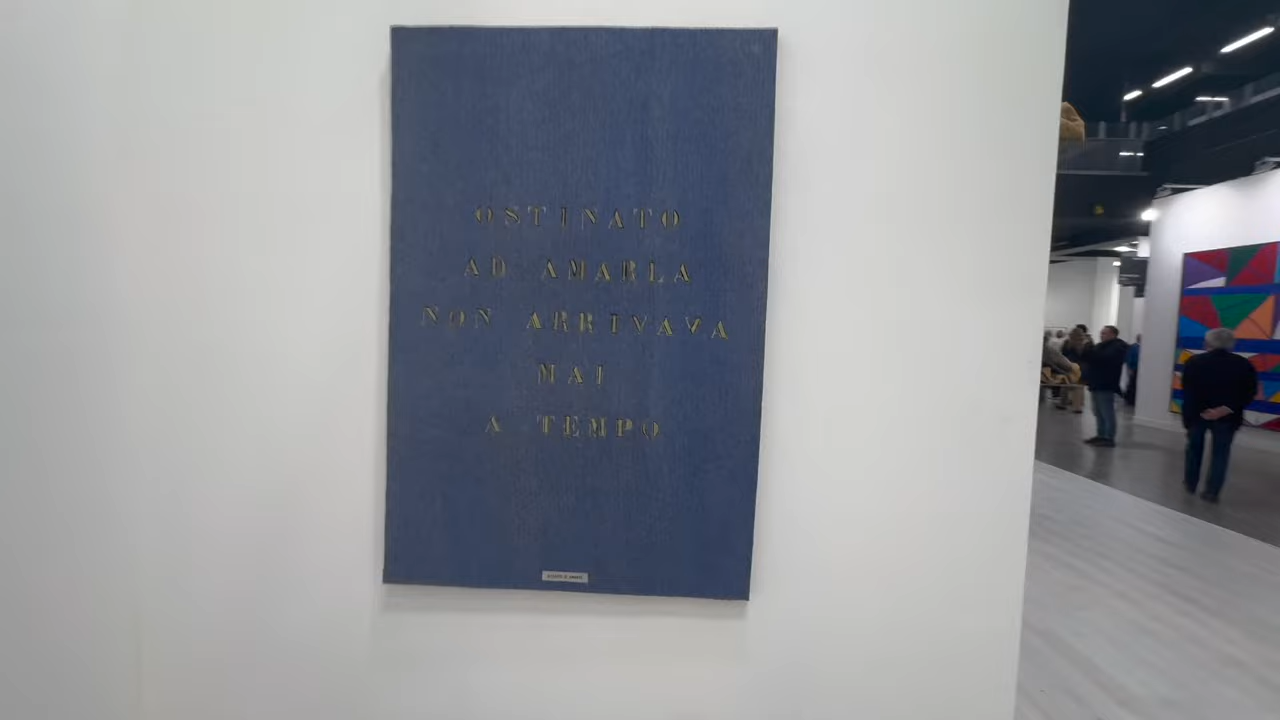 OSTINATO
AD AMARLA
NON ARRIVAVA
MAI
A TEMPO